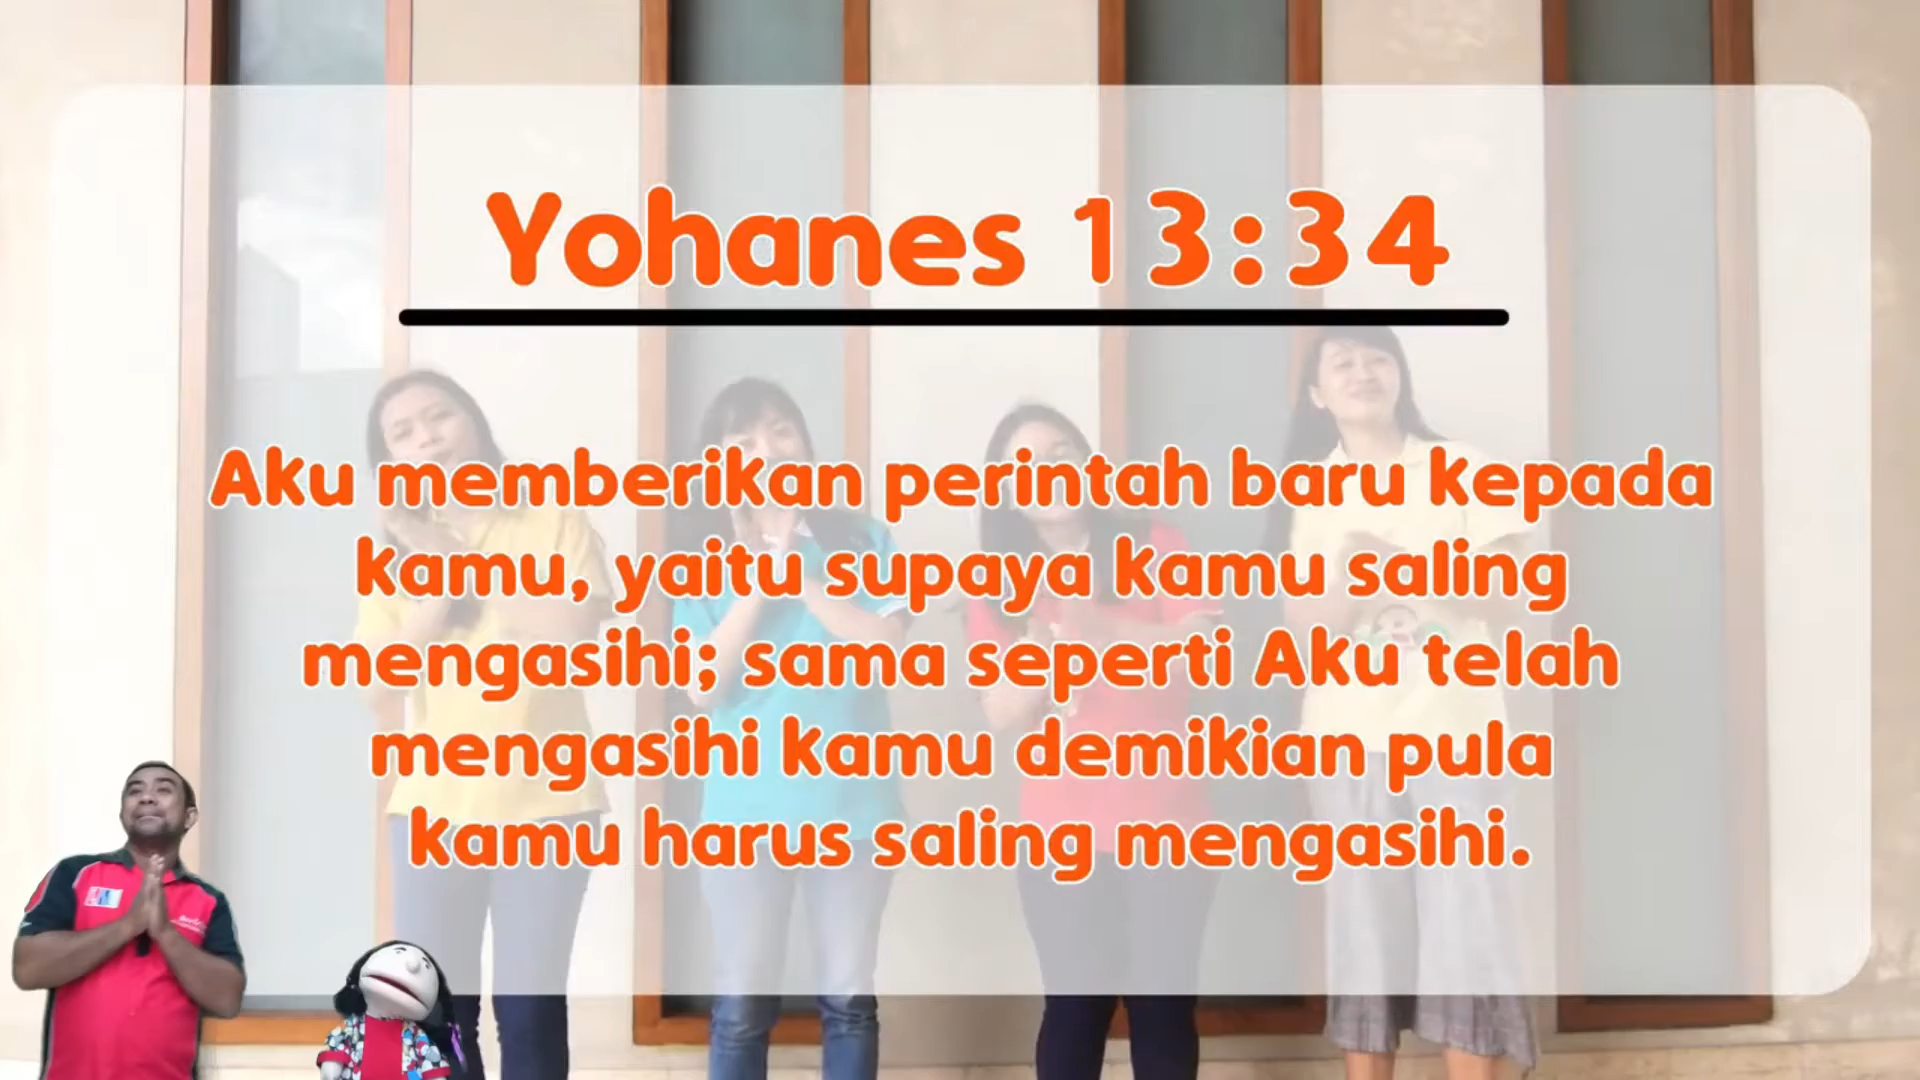 Yohanes 13:34
Aku memberikan perintah baru kepada
kamu, yaitu supaya kamu saling
mengasihi; sama seperti Aku telah
mengasihi kamu demikian pula
kamu harus saling mengasihi.